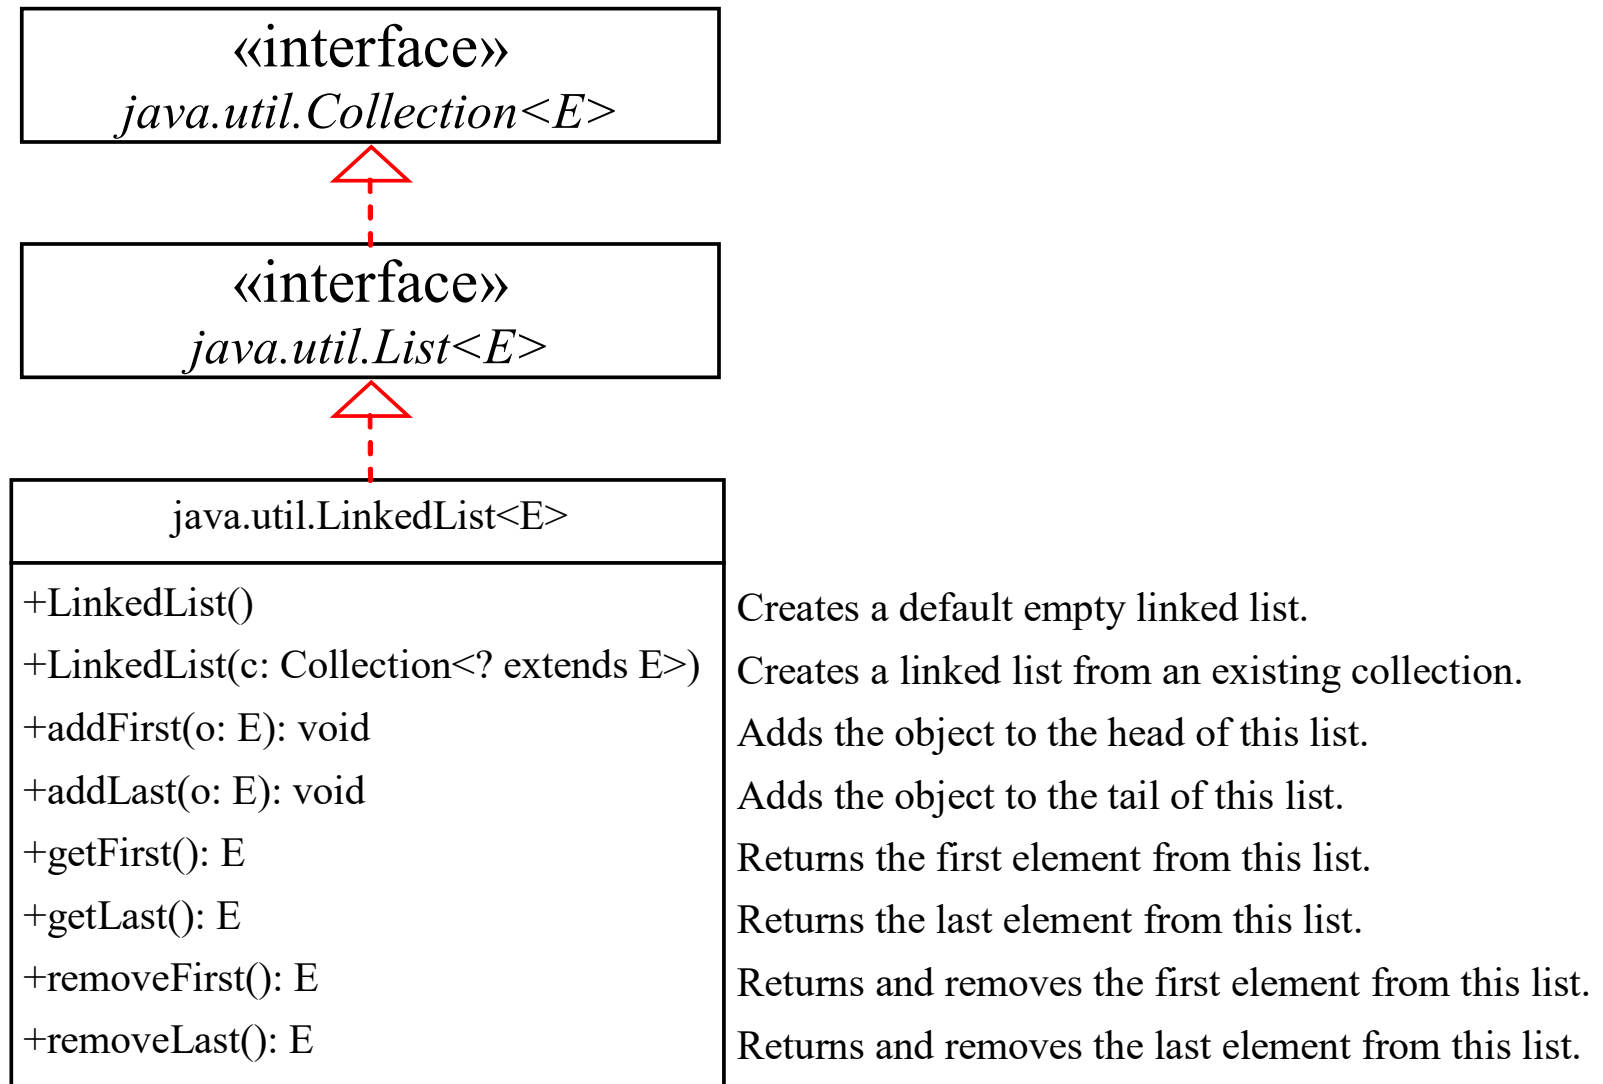 «interface»
java.util.Collection<E>
«interface»
java.util.List<E>
java.util.LinkedList<E>
+LinkedList()
Creates a default empty linked list.
+LinkedList(c: Collection<? extends E>)
Creates a linked list from an existing collection.
+addFirst(o: E): void
Adds the object to the head of this list.
+addLast(o: E): void
Adds the object to the tail of this list.
+getFirst(): E
Returns the first element from this list.
+getLast(): E
Returns the last element from this list.
+removeFirst(): E
Returns and removes the first element from this list.
+removeLast(): E
Returns and removes the last element from this list.